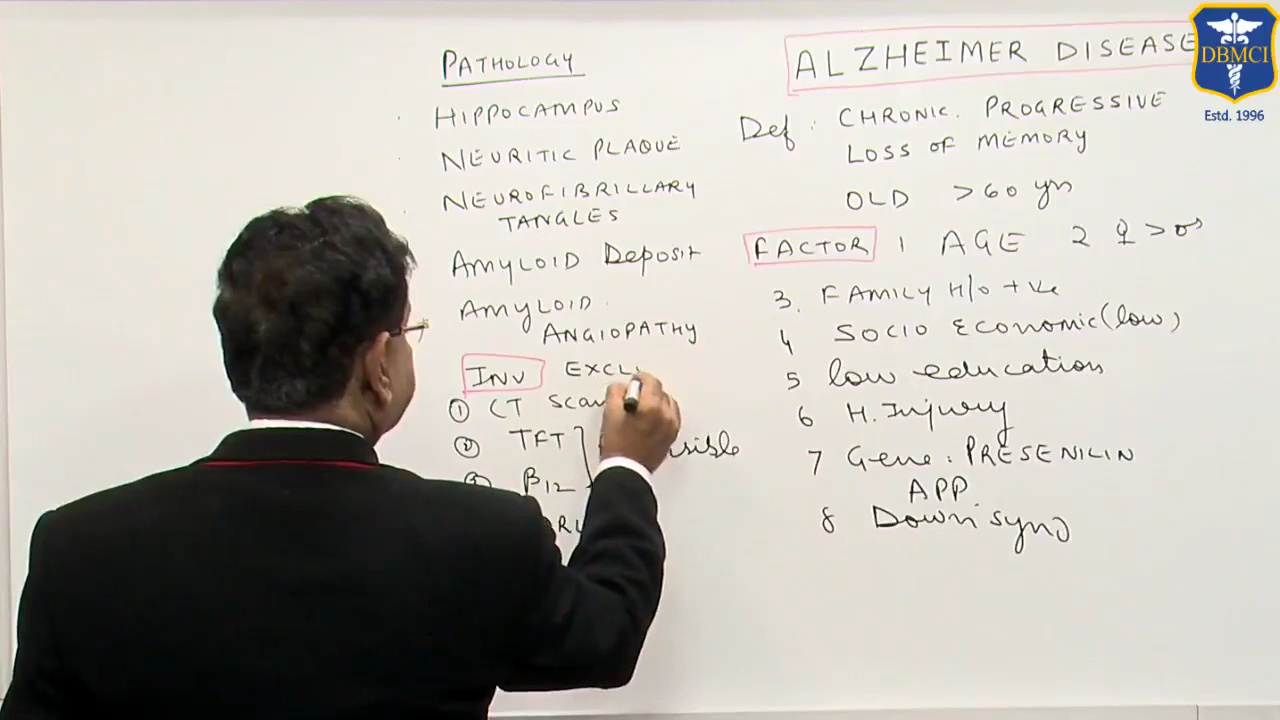 PATHOLOGY
HIPPOCAMPUS
NEURITIC PLAQUE
NEUROFIBRILLARY
TANGLES
AMYLOID Deposit
AMYLOID
ANGIOPATHY
INV EXCL
① CT Scan
② TFT
③ B12
ALZHEIMER DISEASE
Def: CHRONIC. PROGRESSIVE
LOSS OF MEMORY
OLD >60 yrs
FACTOR 1 AGE 2 ♀ > ♂
3. FAMILY H/o +ve
4 SOCIO ECONOMIC (low)
5 low education
6 H. Injury
7 Gene: PRESENILIN
APP
8 Down synd
DBMCI
Estd. 1996